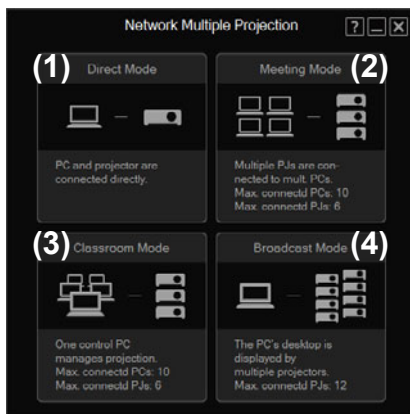 Network Multiple Projection ? _ X
(1) Direct Mode
PC and projector are
connected directly.
Meeting Mode (2)
Multiple PJs are con-
nected to mult. PCs.
Max. connectd PCs: 10
Max. connectd PJs: 6
(3) Classroom Mode
One control PC
manages projection.
Max. connectd PCs: 10
Max. connectd PJs: 6
Broadcast Mode (4)
The PC's desktop is
displayed by
multiple projectors.
Max. connectd PJs: 12